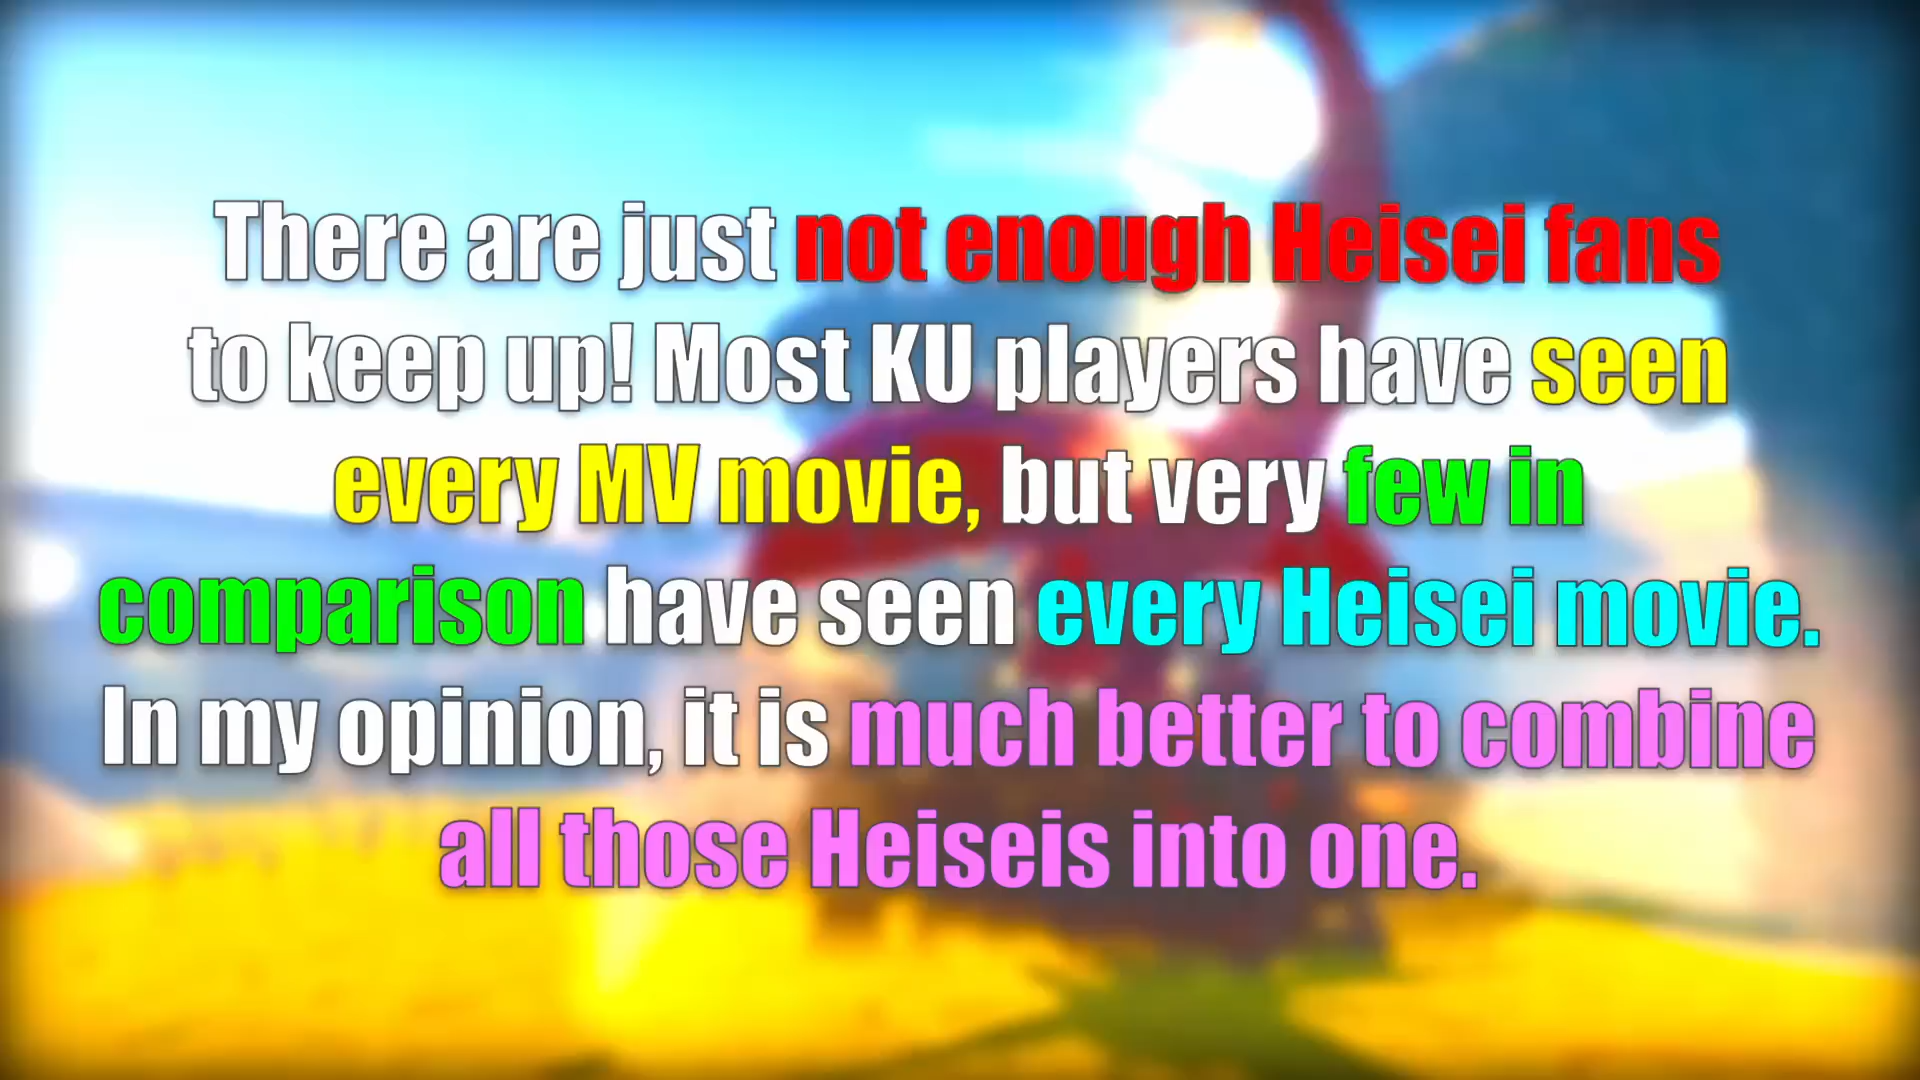 There are just not enough Heisei fans
to keep up! Most KU players have seen
every MV movie, but very few in
comparison have seen every Heisei movie.
In my opinion, it is much better to combine
all those Heiseis into one.